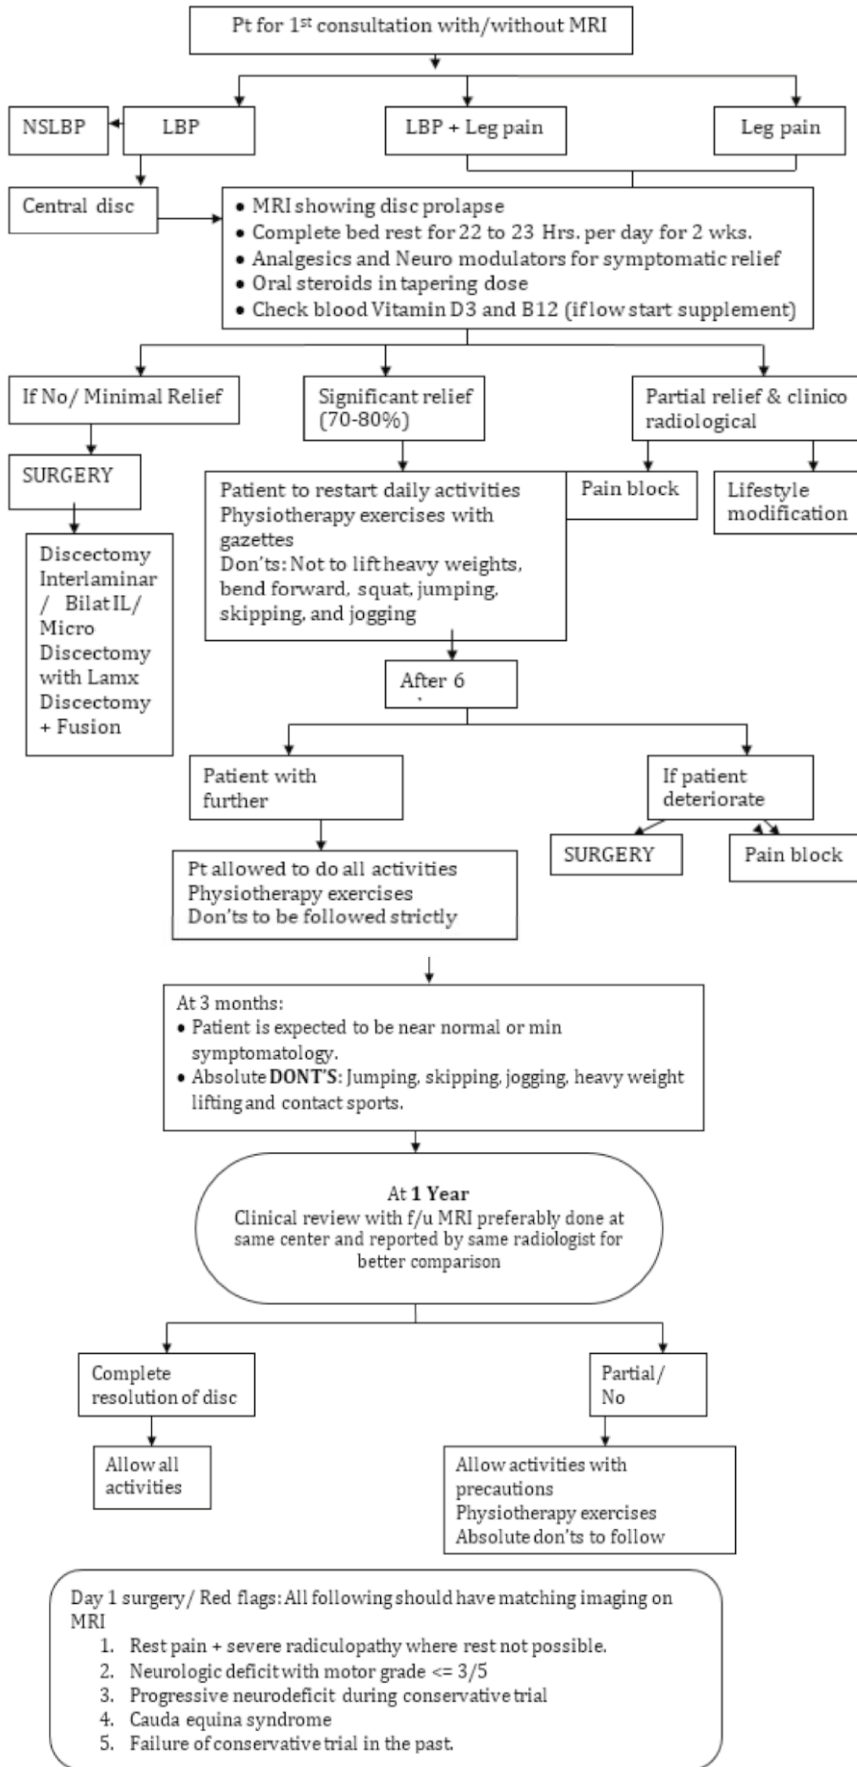 Pt for 1st consultation with/without MRI
NSLBP
LBP
LBP + Leg pain
Leg pain
Central disc
• MRI showing disc prolapse
• Complete bed rest for 22 to 23 Hrs. per day for 2 wks.
• Analgesics and Neuro modulators for symptomatic relief
• Oral steroids in tapering dose
• Check blood Vitamin D3 and B12 (if low start supplement)
If No/ Minimal Relief
Significant relief
(70-80%)
Partial relief & clinico
radiological
SURGERY
Patient to restart daily activities
Physiotherapy exercises with
gazettes
Don'ts: Not to lift heavy weights,
bend forward, squat, jumping,
skipping, and jogging
Pain block
Lifestyle
modification
Discectomy
Interlaminar
/ Bilat IL/
Micro
Discectomy
with Lamx
Discectomy
+ Fusion
After 6
Patient with
further
If patient
deteriorate
SURGERY
Pain block
Pt allowed to do all activities
Physiotherapy exercises
Don'ts to be followed strictly
At 3 months:
• Patient is expected to be near normal or min
symptomatology.
• Absolute DONT'S: Jumping, skipping, jogging, heavy weight
lifting and contact sports.
At 1 Year
Clinical review with f/u MRI preferably done at
same center and reported by same radiologist for
better comparison
Complete
resolution of disc
Partial/
No
Allow all
activities
Allow activities with
precautions
Physiotherapy exercises
Absolute don'ts to follow
Day 1 surgery/ Red flags: All following should have matching imaging on
MRI
1. Rest pain + severe radiculopathy where rest not possible.
2. Neurologic deficit with motor grade <= 3/5
3. Progressive neurodeficit during conservative trial
4. Cauda equina syndrome
5. Failure of conservative trial in the past.